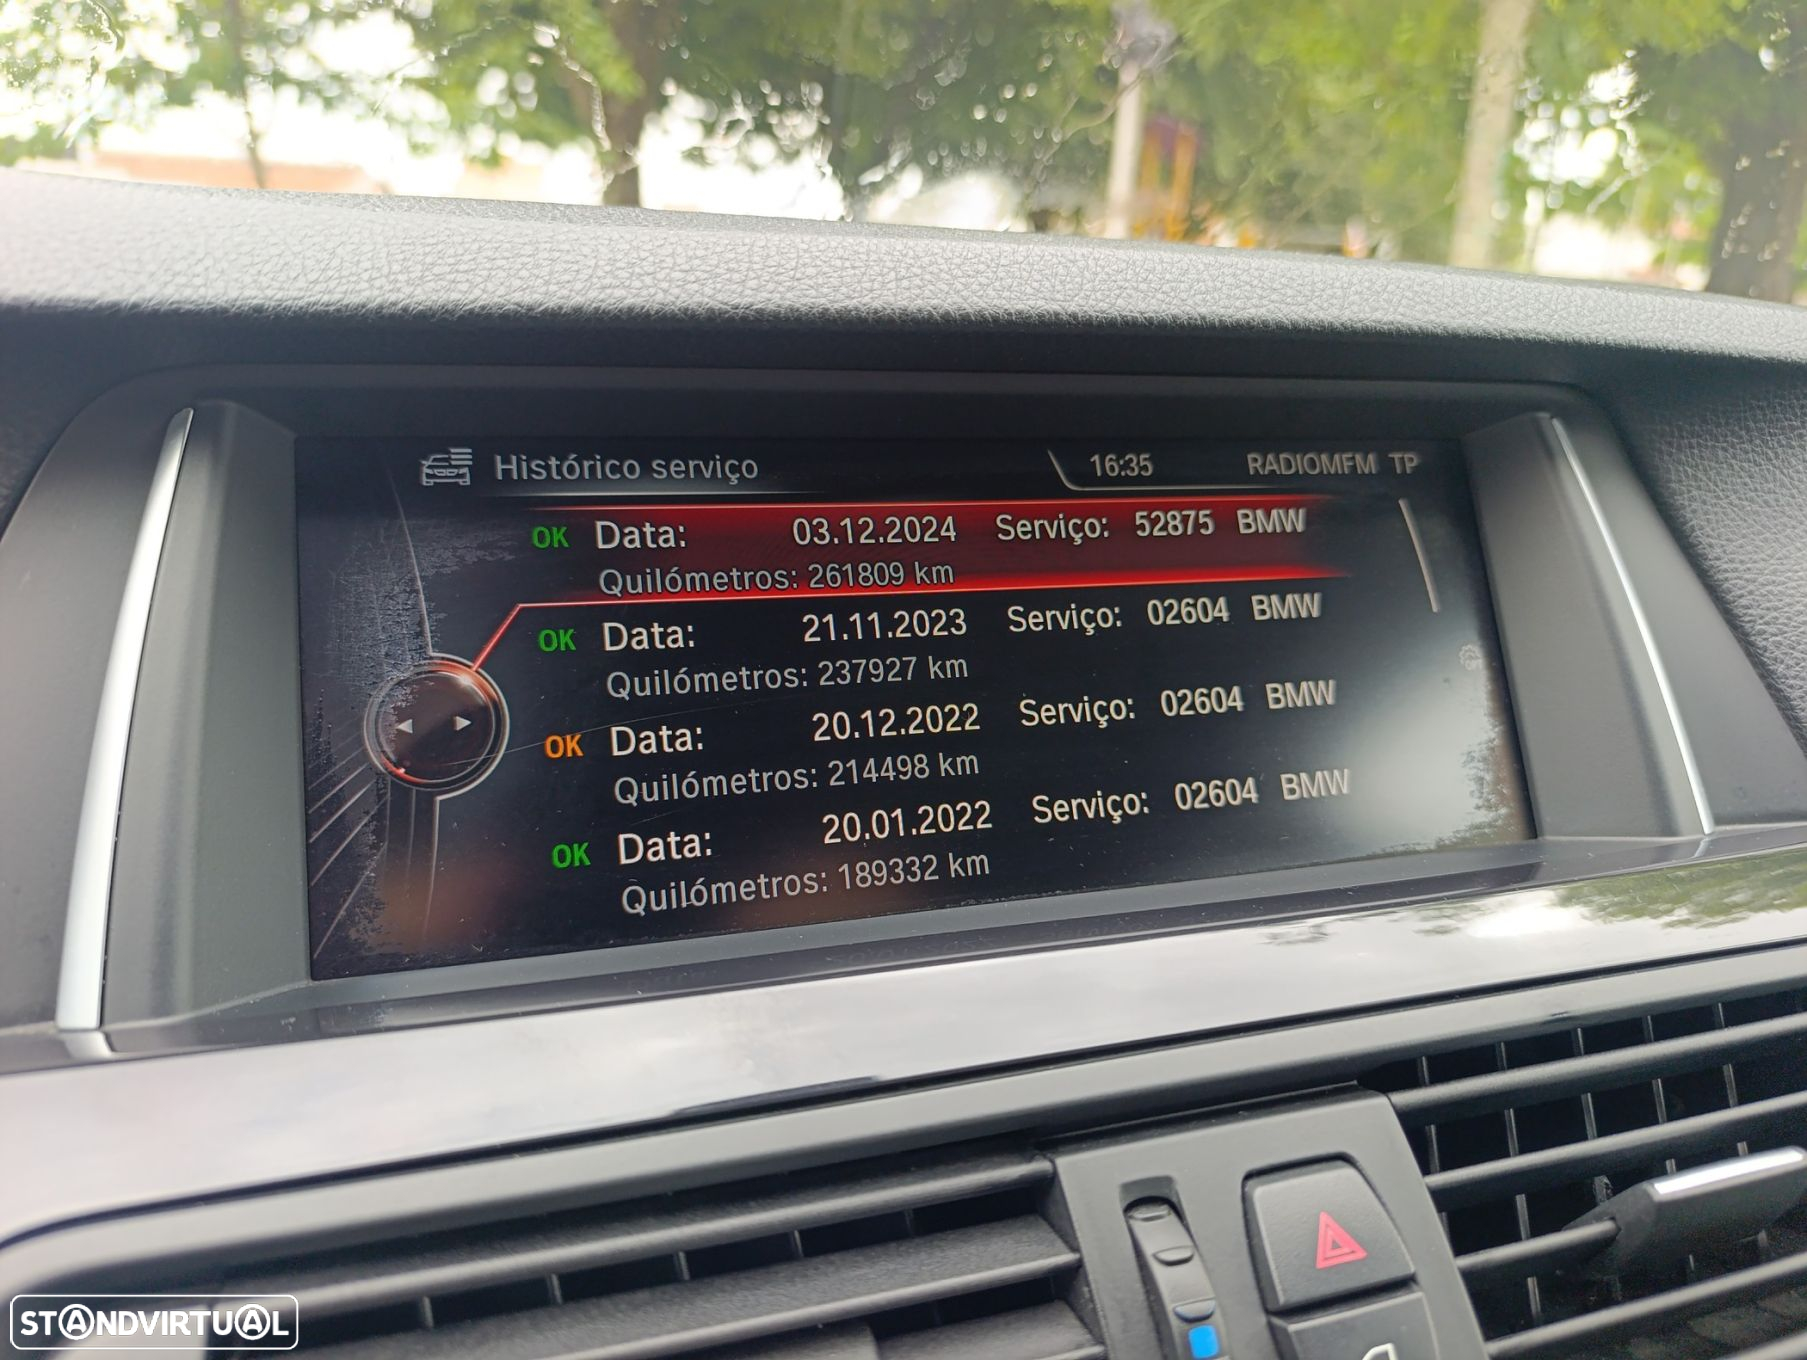 Histórico serviço 16:35 RADIOMFM TP
OK Data: 03.12.2024 Serviço: 52875 BMW
Quilómetros: 261809 km
OK Data: 21.11.2023 Serviço: 02604 BMW
Quilómetros: 237927 km
OK Data: 20.12.2022 Serviço: 02604 BMW
Quilómetros: 214498 km
OK Data: 20.01.2022 Serviço: 02604 BMW
Quilómetros: 189332 km
STANDVIRTUAL